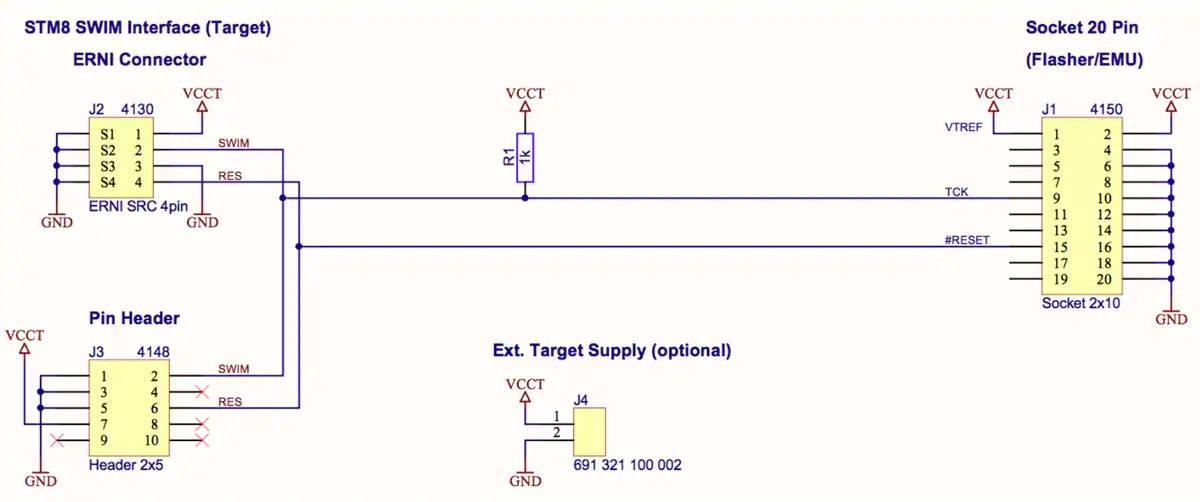 STM8 SWIM Interface (Target)
ERNI Connector
VCCT
J2 4130
S1 1
S2 2
S3 3
S4 4
SWIM
RES
ERNI SRC 4pin
GND
GND
VCCT
R1
1k
Socket 20 Pin
(Flasher/EMU)
VCCT
VCCT
J1 4150
VTREF
TCK
#RESET
1 2
3 4
5 6
7 8
9 10
11 12
13 14
15 16
17 18
19 20
Socket 2x10
GND
Pin Header
VCCT
J3 4148
1 2
3 4
5 6
7 8
9 10
SWIM
RES
Header 2x5
GND
Ext. Target Supply (optional)
VCCT
J4
1
2
691 321 100 002
GND